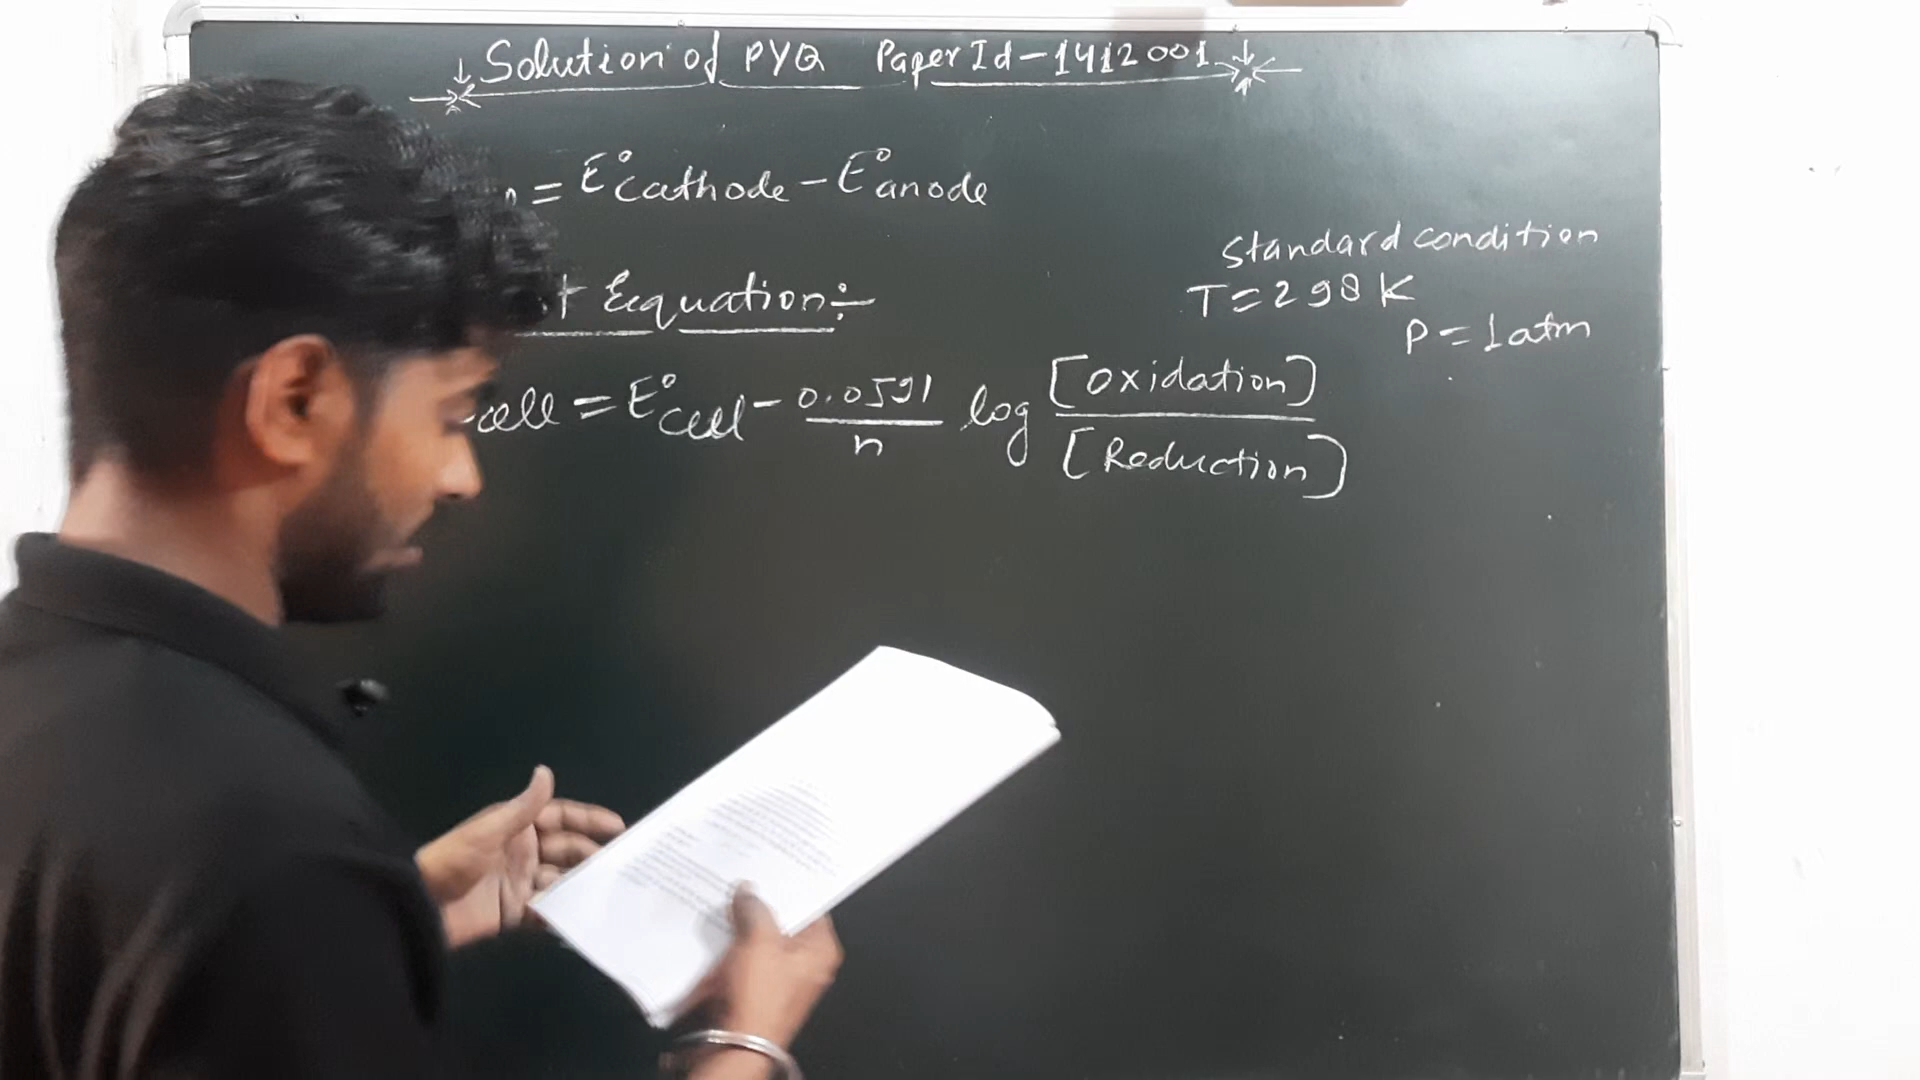 Solution of PYQ Paper Id-1412001
= E°cathode - E°anode
Standard condition
t Equation:-
T=298K
P=1atm
cell = E°cell - 0.0591/n log [Oxidation]/[Reduction]